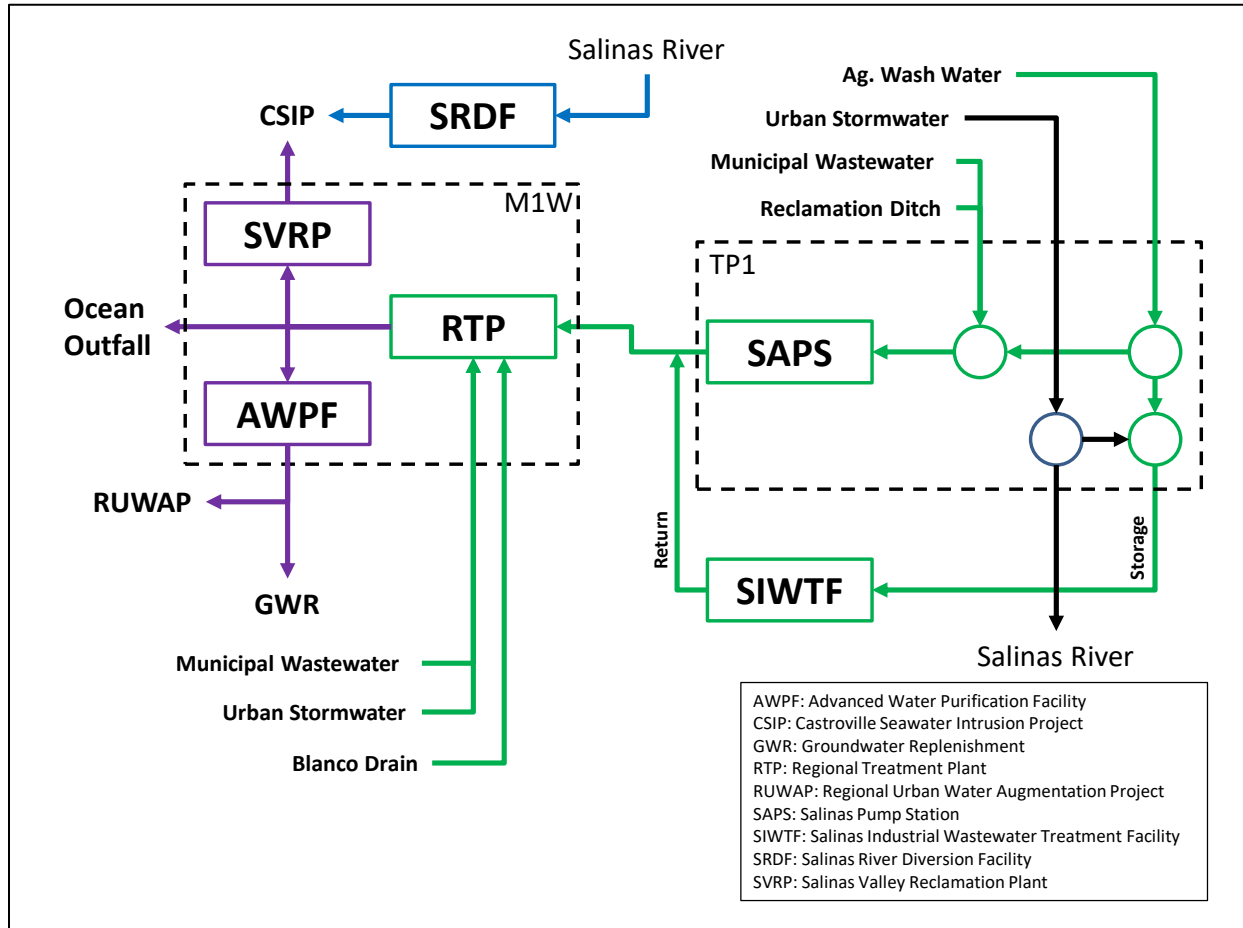 Salinas River
Ag. Wash Water
CSIP
SRDF
Urban Stormwater
Municipal Wastewater
M1W
Reclamation Ditch
SVRP
TP1
Ocean
Outfall
RTP
SAPS
AWPF
RUWAP
Return
Storage
SIWTF
GWR
Municipal Wastewater
Salinas River
Urban Stormwater
Blanco Drain
AWPF: Advanced Water Purification Facility
CSIP: Castroville Seawater Intrusion Project
GWR: Groundwater Replenishment
RTP: Regional Treatment Plant
RUWAP: Regional Urban Water Augmentation Project
SAPS: Salinas Pump Station
SIWTF: Salinas Industrial Wastewater Treatment Facility
SRDF: Salinas River Diversion Facility
SVRP: Salinas Valley Reclamation Plant